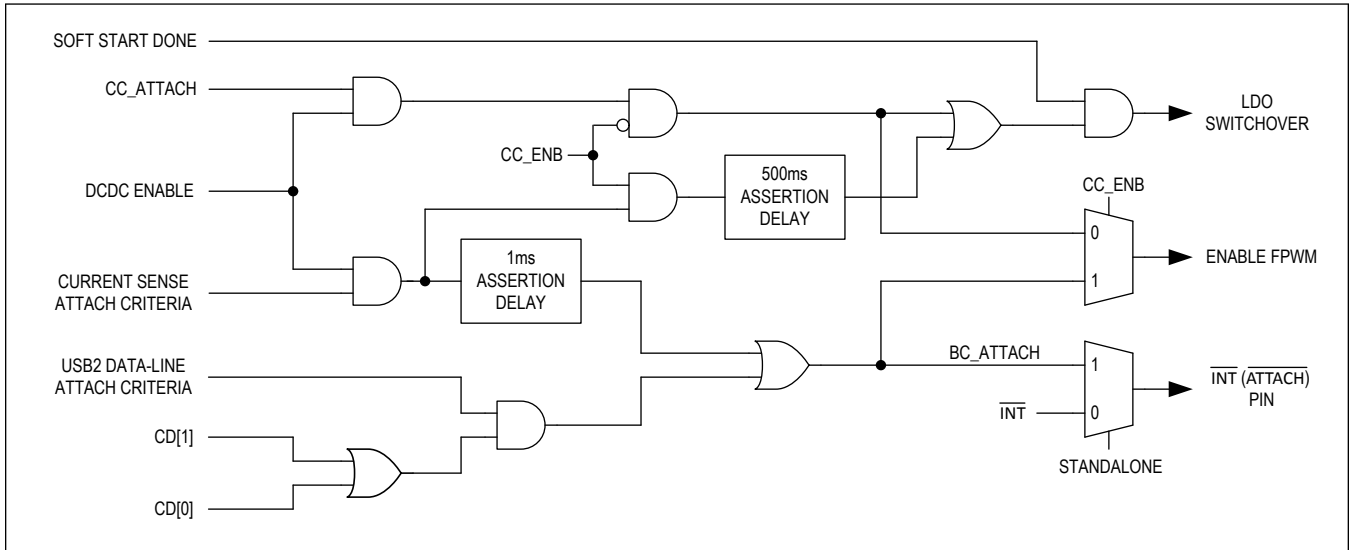 SOFT START DONE
CC_ATTACH
DCDC ENABLE
CURRENT SENSE
ATTACH CRITERIA
USB2 DATA-LINE
ATTACH CRITERIA
CD[1]
CD[0]
CC_ENB
1ms
ASSERTION
DELAY
500ms
ASSERTION
DELAY
LDO
SWITCHOVER
CC_ENB
0
1
ENABLE FPWM
BC_ATTACH
1
0
INT
STANDALONE
INT (ATTACH)
PIN